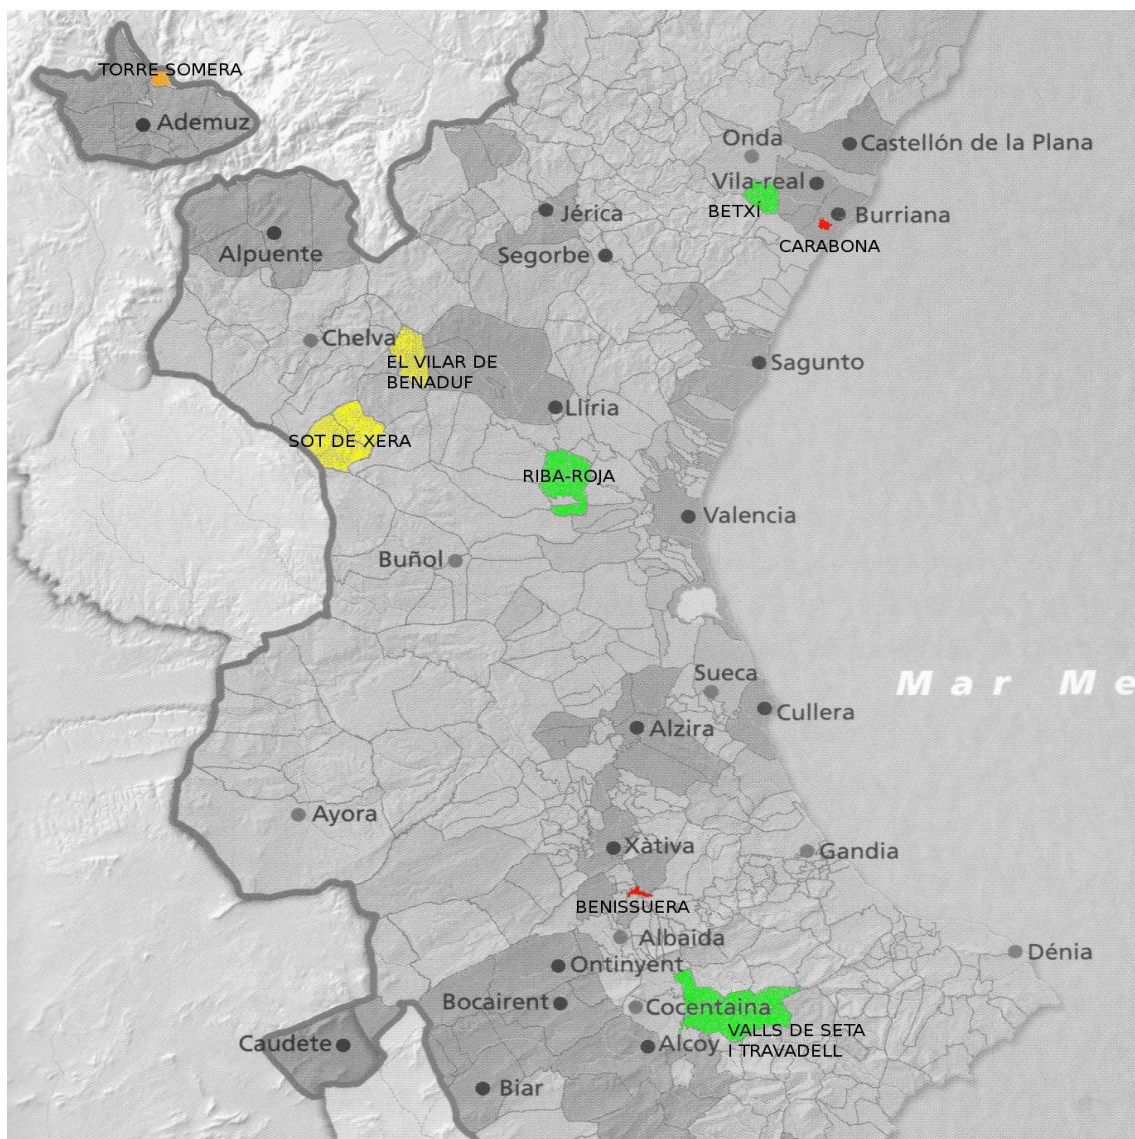 TORRE SOMERA
Ademuz
Onda
Castellón de la Plana
Vila-real
BETXÍ
Burriana
Jérica
CARABONA
Alpuente
Segorbe
Chelva
EL VILAR DE
BENADUF
Sagunto
Llíria
SOT DE XERA
RIBA-ROJA
Valencia
Buñol
Sueca
Mar Me
Cullera
Alzira
Ayora
Xàtiva
Gandia
BENISSUERA
Albaida
Dénia
Ontinyent
Bocairent
Cocentaina
VALLS DE SETA
I TRAVADELL
Caudete
Alcoy
Biar